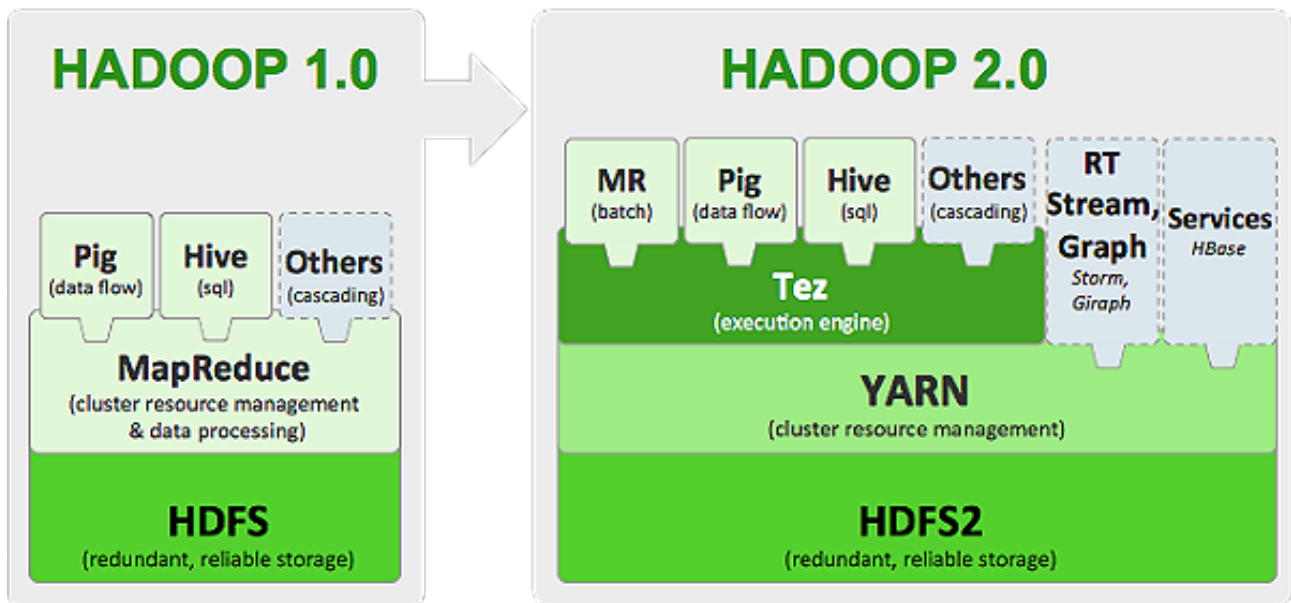 HADOOP 1.0
Pig
(data flow)
Hive
(sql)
Others
(cascading)
MapReduce
(cluster resource management
& data processing)
HDFS
(redundant, reliable storage)
HADOOP 2.0
MR
(batch)
Pig
(data flow)
Hive
(sql)
Others
(cascading)
RT
Stream,
Graph
Storm,
Giraph
Services
HBase
Tez
(execution engine)
YARN
(cluster resource management)
HDFS2
(redundant, reliable storage)